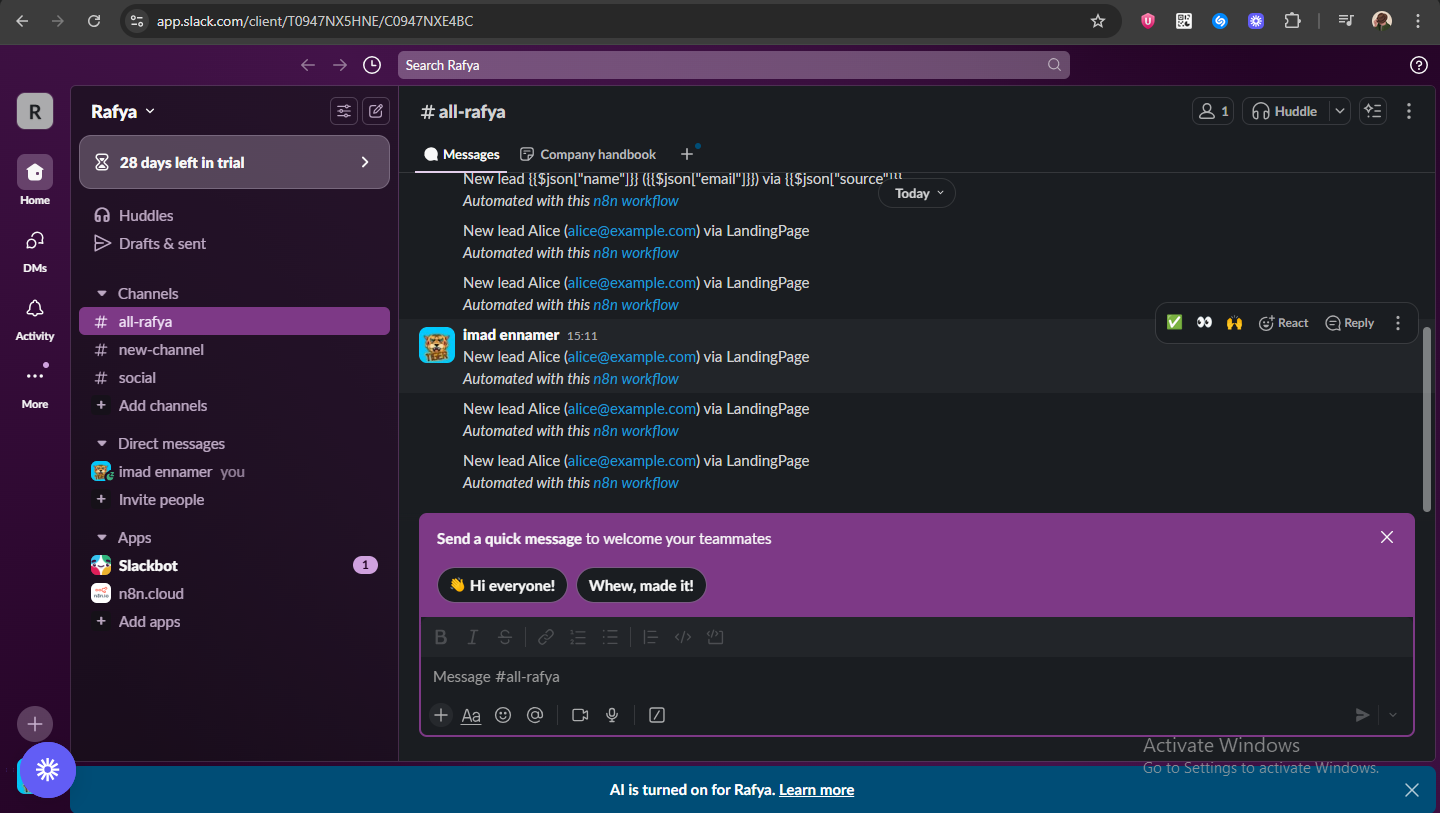 app.slack.com/client/T0947NX5HNE/C0947NXE4BC
Search Rafya
R
Home
DMs
Activity
More
Rafya
28 days left in trial
Huddles
Drafts & sent
Channels
# all-rafya
# new-channel
# social
+ Add channels
Direct messages
imad ennamer you
+ Invite people
Apps
Slackbot 1
n8n.cloud
+ Add apps
# all-rafya
1
Huddle
Messages
Company handbook
Today
New lead {{$json["name"]}} ({{$json["email"]}}) via {{$json["source"]}}
Automated with this n8n workflow
New lead Alice (alice@example.com) via LandingPage
Automated with this n8n workflow
New lead Alice (alice@example.com) via LandingPage
Automated with this n8n workflow
imad ennamer 15:11
React
Reply
New lead Alice (alice@example.com) via LandingPage
Automated with this n8n workflow
New lead Alice (alice@example.com) via LandingPage
Automated with this n8n workflow
New lead Alice (alice@example.com) via LandingPage
Automated with this n8n workflow
Send a quick message to welcome your teammates
👋 Hi everyone!
Whew, made it!
Message #all-rafya
Aa
Activate Windows
Go to Settings to activate Windows.
AI is turned on for Rafya. Learn more